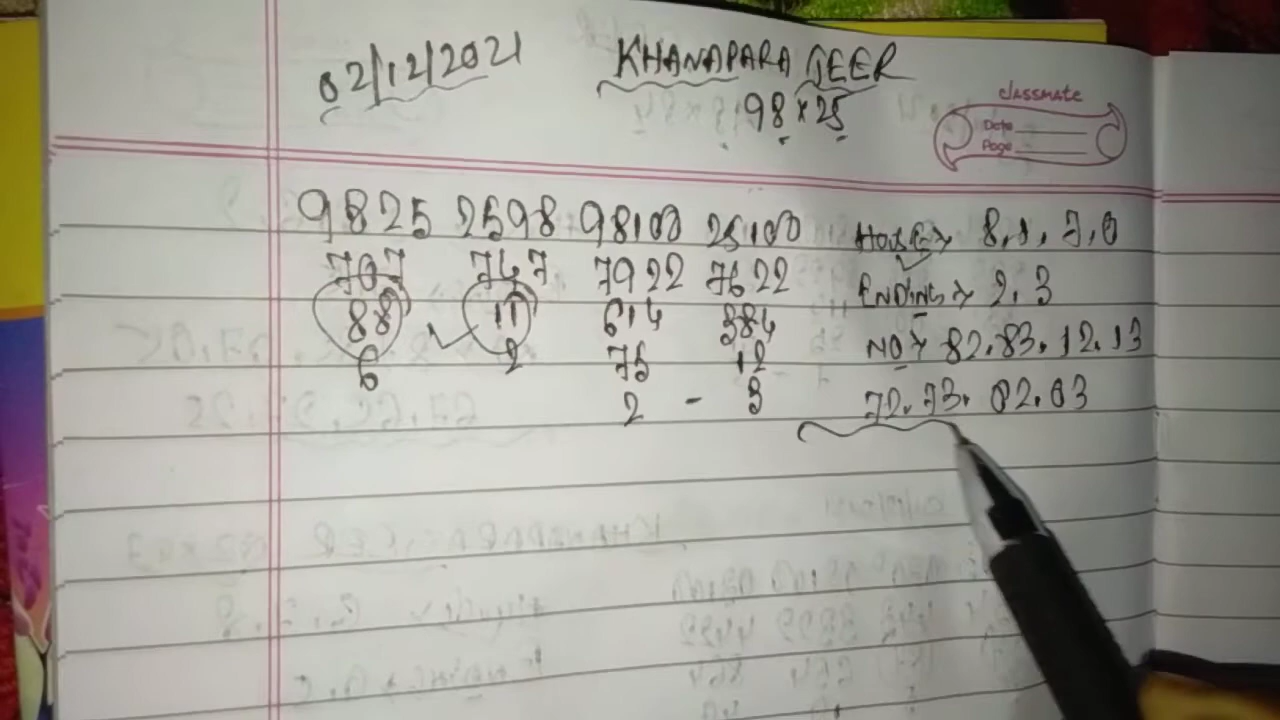 02/12/2021 KHANAPARA TEER
98 x 25
classmate
Date
Page
9825 2598 98100 25100 HOUSE> 8,1,7,0
707 747 7922 7622 ENDING> 2,3
88 11 614 384 NO> 82.83.12.13
6 2 75 12 72.73.02.03
2 - 3